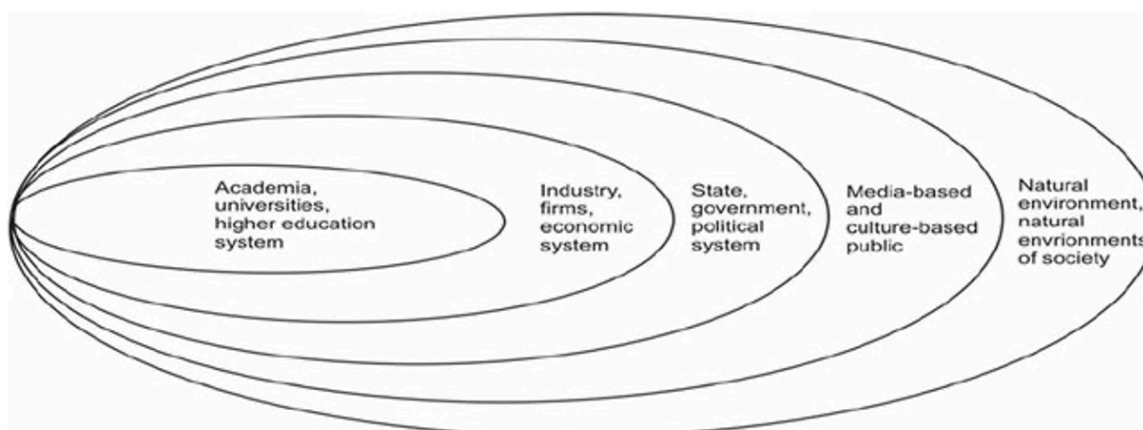 Academia,
universities,
higher education
system
Industry,
firms,
economic
system
State,
government,
political
system
Media-based
and
culture-based
public
Natural
environment,
natural
envrionments
of society